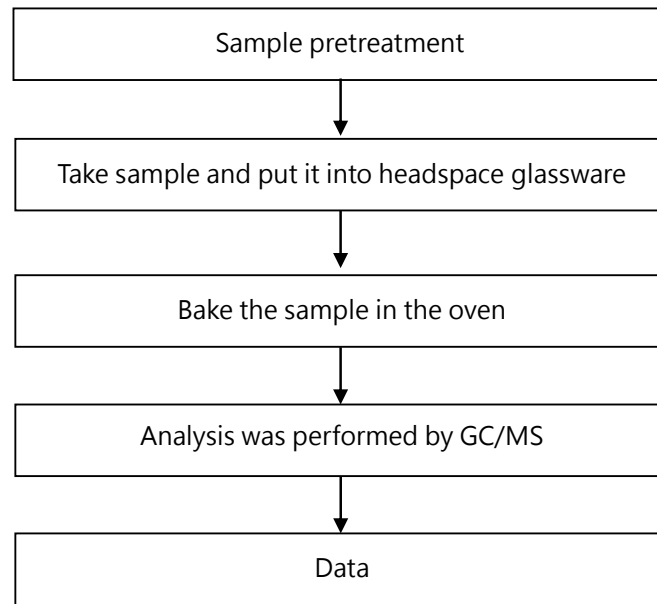 Sample pretreatment
Take sample and put it into headspace glassware
Bake the sample in the oven
Analysis was performed by GC/MS
Data